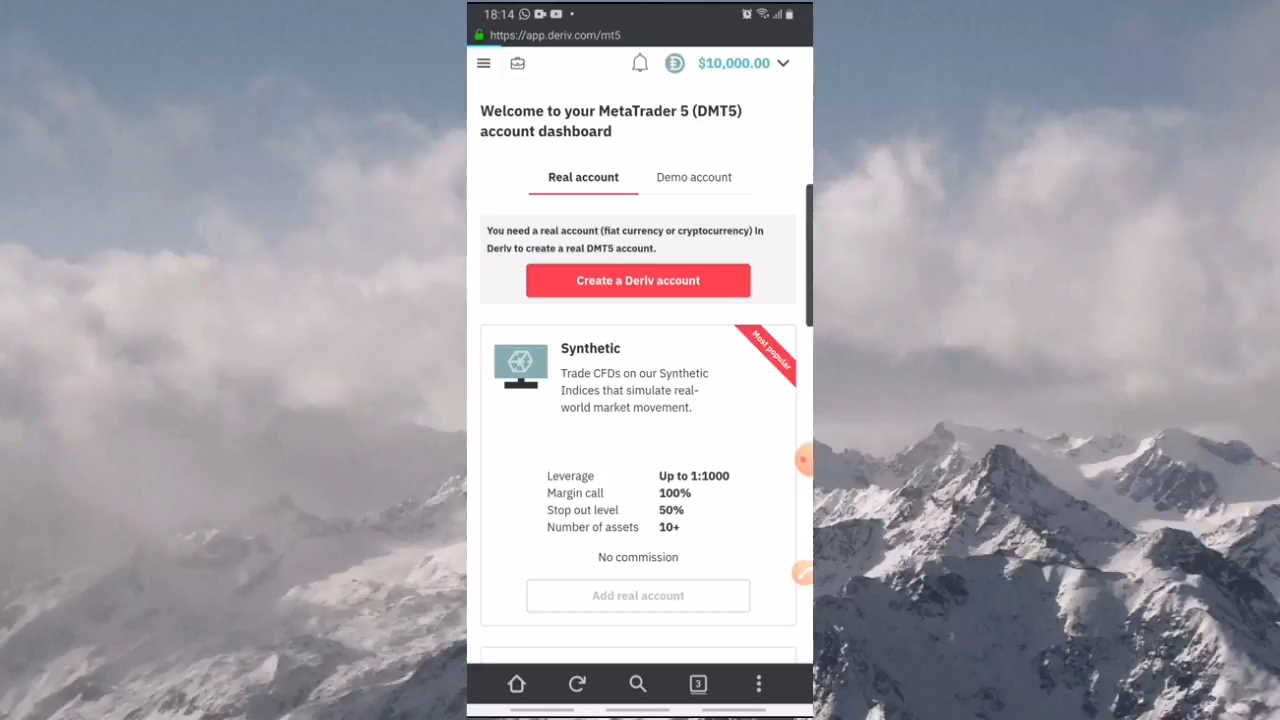 18:14
https://app.deriv.com/mt5
$10,000.00
Welcome to your MetaTrader 5 (DMT5)
account dashboard
Real account Demo account
You need a real account (fiat currency or cryptocurrency) in
Deriv to create a real DMT5 account.
Create a Deriv account
Most popular
Synthetic
Trade CFDs on our Synthetic
Indices that simulate real-
world market movement.
Leverage Up to 1:1000
Margin call 100%
Stop out level 50%
Number of assets 10+
No commission
Add real account
3